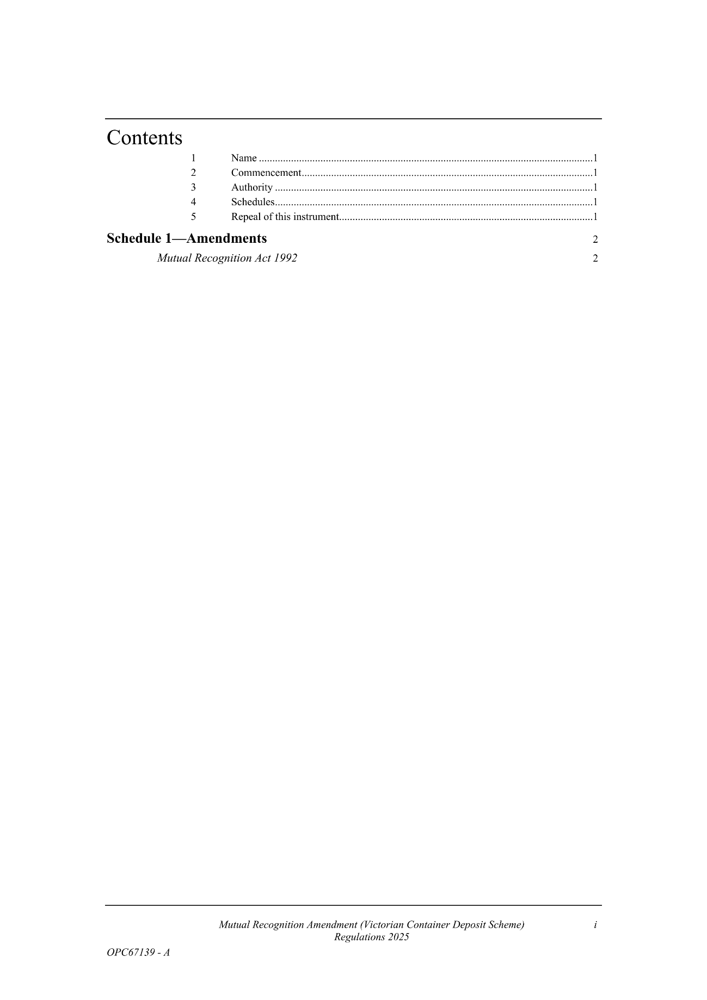 Contents
1 Name ............................................................................................................................1
2 Commencement............................................................................................................1
3 Authority ......................................................................................................................1
4 Schedules......................................................................................................................1
5 Repeal of this instrument..............................................................................................1
Schedule 1—Amendments 2
Mutual Recognition Act 1992 2
Mutual Recognition Amendment (Victorian Container Deposit Scheme) i
Regulations 2025
OPC67139 - A